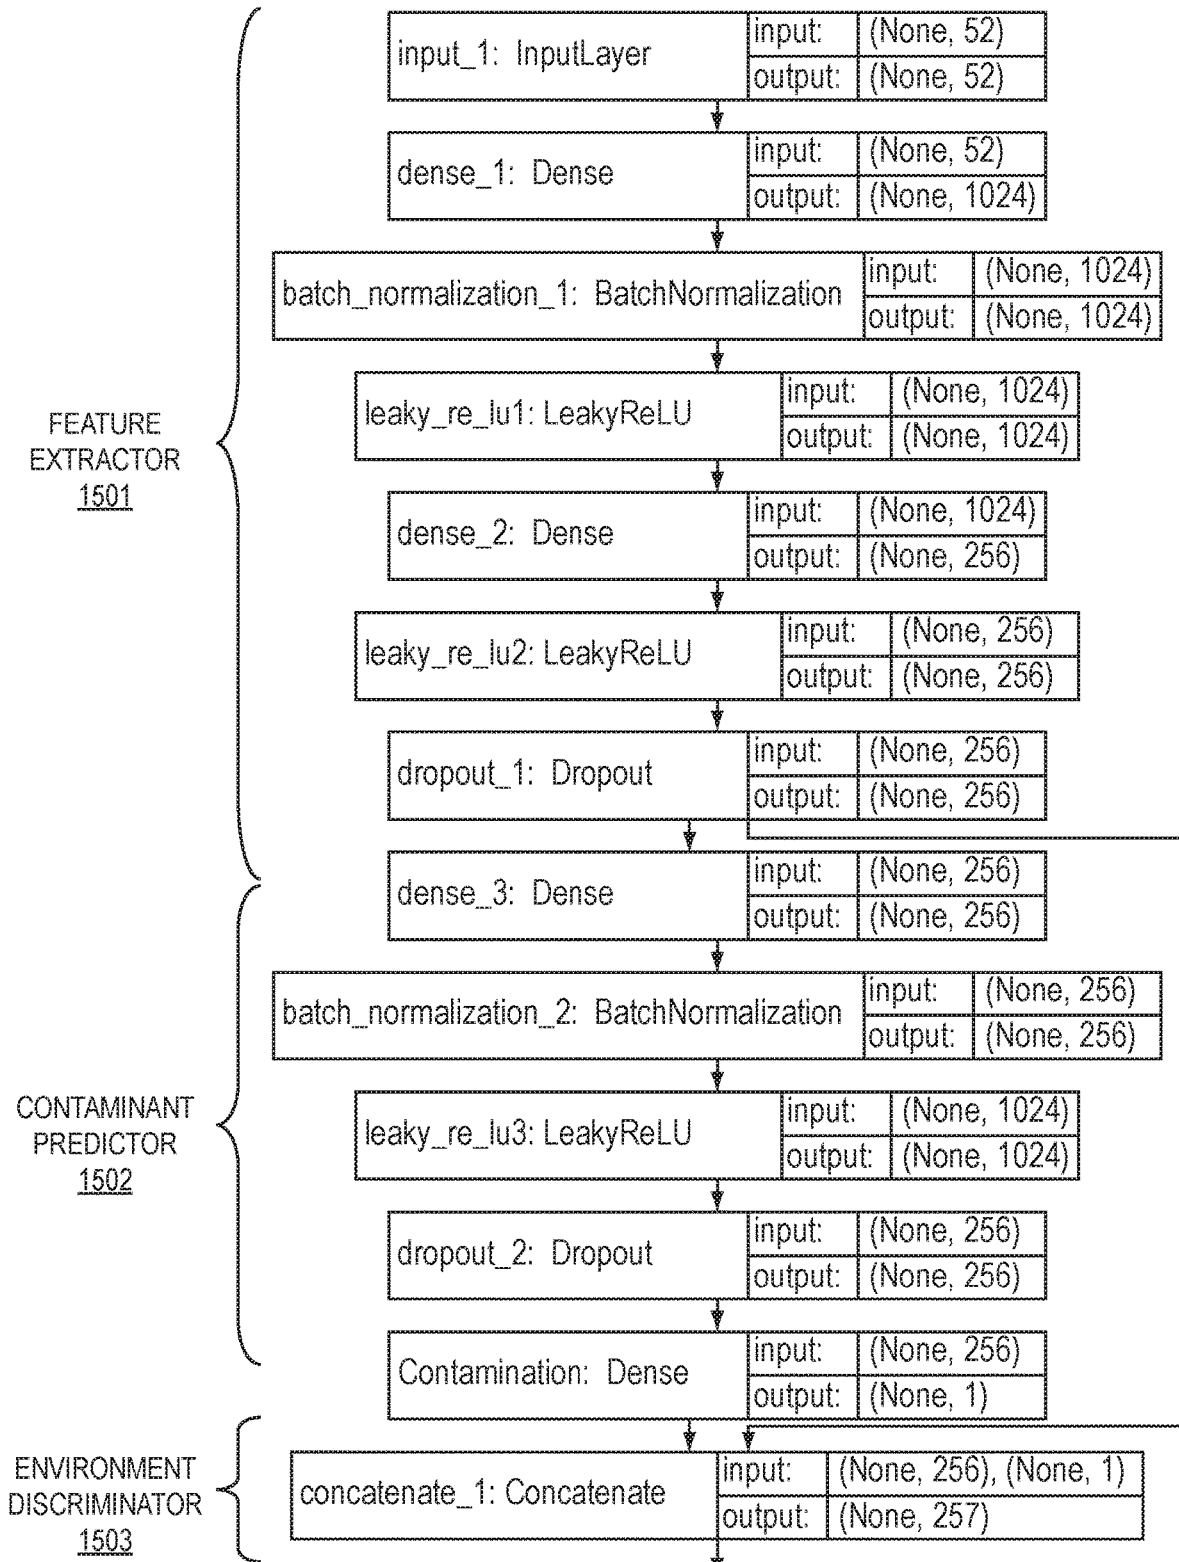 input_1: InputLayer
input: (None, 52)
output: (None, 52)
dense_1: Dense
input: (None, 52)
output: (None, 1024)
batch_normalization_1: BatchNormalization
input: (None, 1024)
output: (None, 1024)
leaky_re_lu1: LeakyReLU
input: (None, 1024)
output: (None, 1024)
FEATURE
EXTRACTOR
1501
dense_2: Dense
input: (None, 1024)
output: (None, 256)
leaky_re_lu2: LeakyReLU
input: (None, 256)
output: (None, 256)
dropout_1: Dropout
input: (None, 256)
output: (None, 256)
dense_3: Dense
input: (None, 256)
output: (None, 256)
batch_normalization_2: BatchNormalization
input: (None, 256)
output: (None, 256)
CONTAMINANT
PREDICTOR
1502
leaky_re_lu3: LeakyReLU
input: (None, 1024)
output: (None, 1024)
dropout_2: Dropout
input: (None, 256)
output: (None, 256)
Contamination: Dense
input: (None, 256)
output: (None, 1)
ENVIRONMENT
DISCRIMINATOR
1503
concatenate_1: Concatenate
input: (None, 256), (None, 1)
output: (None, 257)